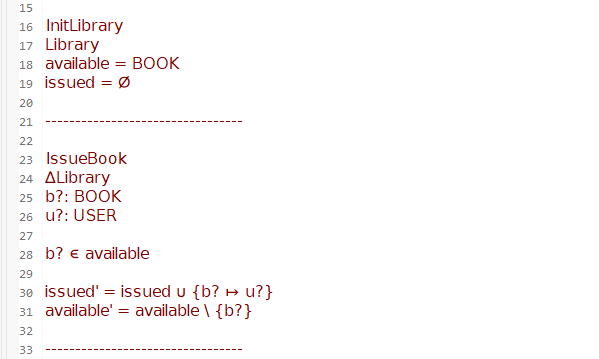 15
16 InitLibrary
17 Library
18 available = BOOK
19 issued = Ø
20
21 ---------------------------------
22
23 IssueBook
24 ΔLibrary
25 b?: BOOK
26 u?: USER
27
28 b? ∈ available
29
30 issued' = issued ∪ {b? ↦ u?}
31 available' = available \ {b?}
32
33 ---------------------------------